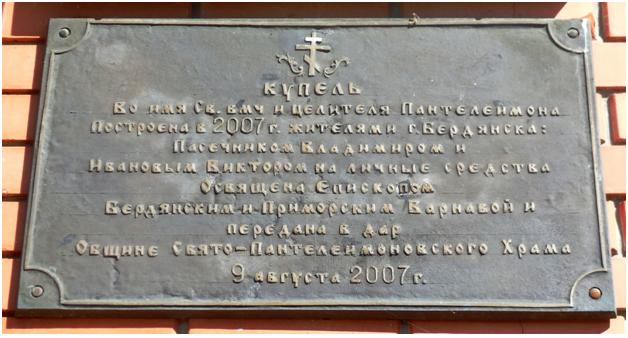 КУПЕЛЬ
Во имя Св. вмч и целителя Пантелеимона
Построена в 2007 г. жителями г. Бердянска:
Пасечником Владимиром и
Ивановым Виктором на личные средства
Освящена Епископом
Бердянским и Приморским Варнавой и
передана в дар
Общине Свято-Пантелеимоновского Храма
9 августа 2007 г.